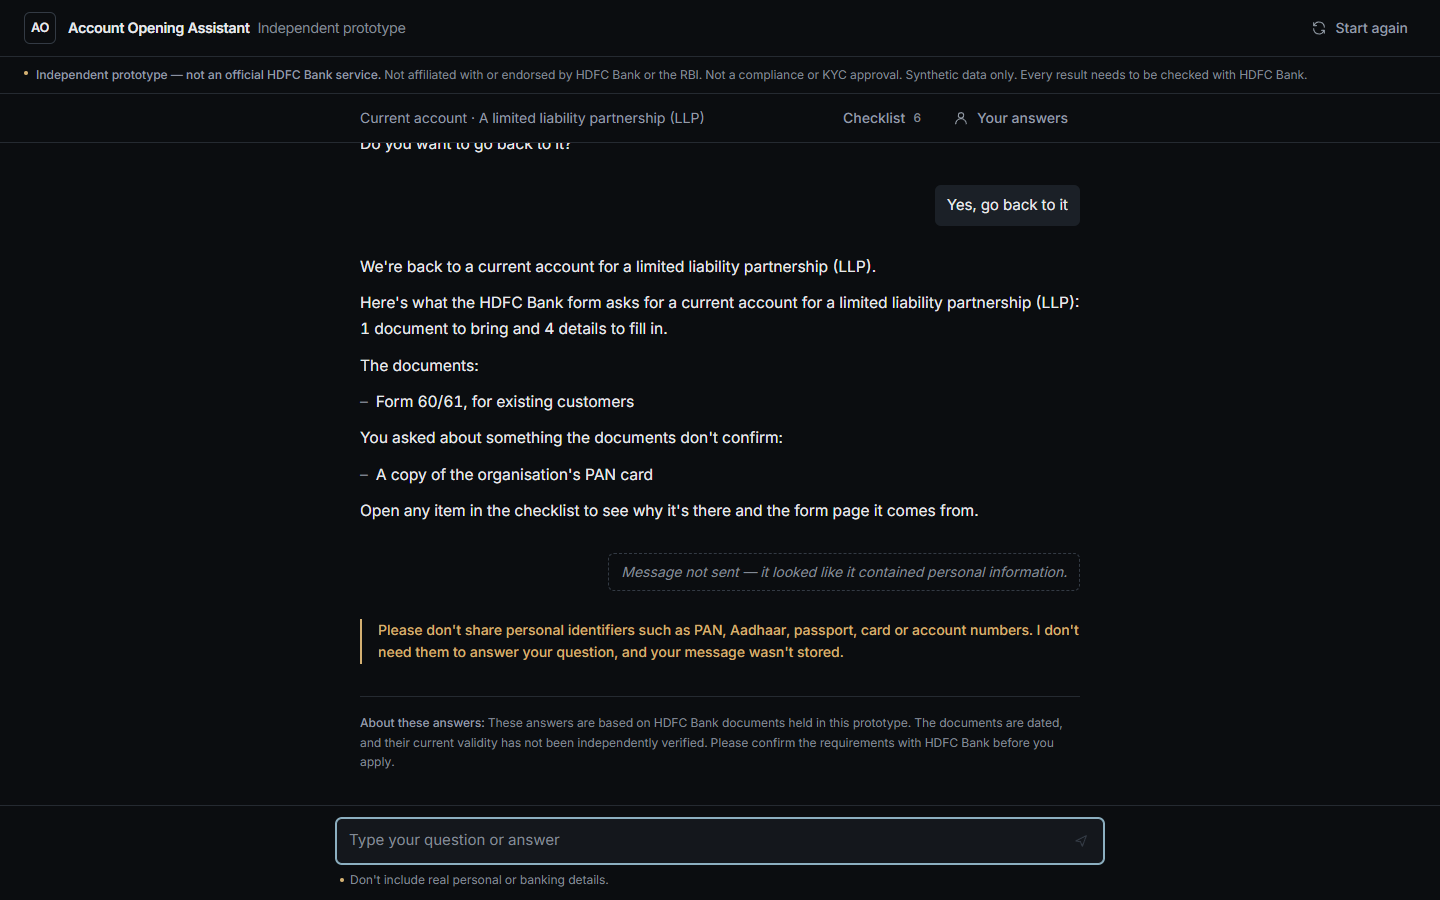 AO Account Opening Assistant Independent prototype Start again
Independent prototype — not an official HDFC Bank service. Not affiliated with or endorsed by HDFC Bank or the RBI. Not a compliance or KYC approval. Synthetic data only. Every result needs to be checked with HDFC Bank.
Current account · A limited liability partnership (LLP) Checklist 6 Your answers
Do you want to go back to it?
Yes, go back to it
We're back to a current account for a limited liability partnership (LLP).
Here's what the HDFC Bank form asks for a current account for a limited liability partnership (LLP):
1 document to bring and 4 details to fill in.
The documents:
– Form 60/61, for existing customers
You asked about something the documents don't confirm:
– A copy of the organisation's PAN card
Open any item in the checklist to see why it's there and the form page it comes from.
Message not sent — it looked like it contained personal information.
Please don't share personal identifiers such as PAN, Aadhaar, passport, card or account numbers. I don't
need them to answer your question, and your message wasn't stored.
About these answers: These answers are based on HDFC Bank documents held in this prototype. The documents are dated,
and their current validity has not been independently verified. Please confirm the requirements with HDFC Bank before you
apply.
Type your question or answer
Don't include real personal or banking details.